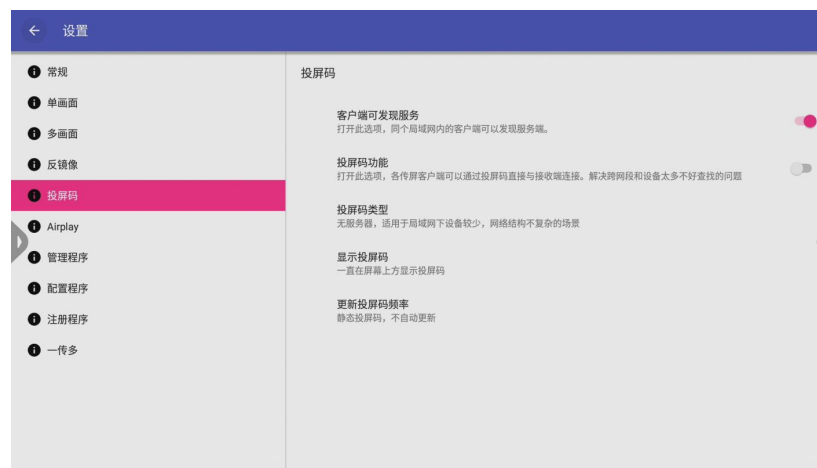 设置
常规
单画面
多画面
反镜像
投屏码
Airplay
管理程序
配置程序
注册程序
一传多
投屏码
客户端可发现服务
打开此选项，同个局域网内的客户端可以发现服务端。
投屏码功能
打开此选项，各传屏客户端可以通过投屏码直接与接收端连接。解决跨网段和设备太多不好查找的问题
投屏码类型
无服务器，适用于局域网下设备较少，网络结构不复杂的场景
显示投屏码
一直在屏幕上方显示投屏码
更新投屏码频率
静态投屏码，不自动更新